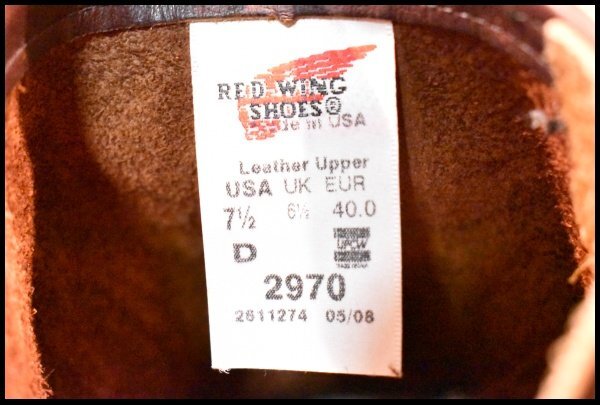 RED WING
SHOES®
Made in USA
Leather Upper
USA UK EUR
7½ 6½ 40.0
D
2970
2611274 05/08